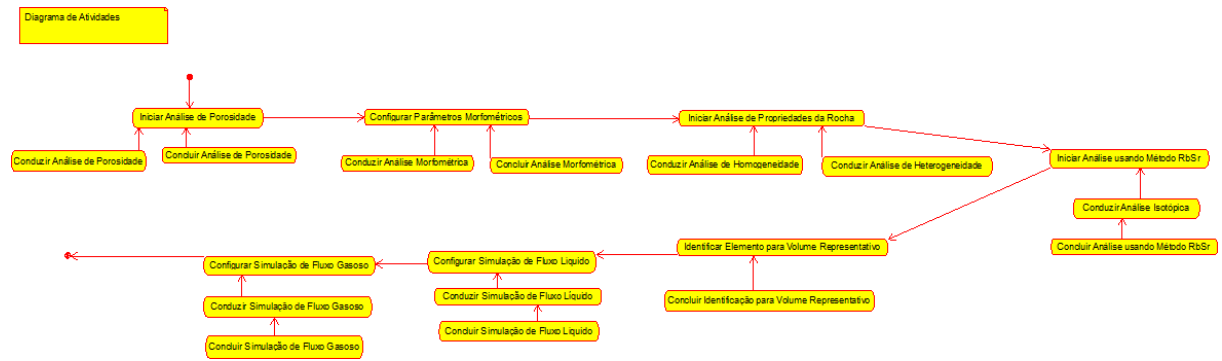 Diagrama de Atividades
Iniciar Análise de Porosidade
Configurar Parâmetros Morfométricos
Iniciar Análise de Propriedades da Rocha
Conduzir Análise de Porosidade
Concluir Análise de Porosidade
Conduzir Análise Morfométrica
Concluir Análise Morfométrica
Conduzir Análise de Homogeneidade
Conduzir Análise de Heterogeneidade
Iniciar Análise usando Método RbSr
Conduzir Análise Isotópica
Concluir Análise usando Método RbSr
Identificar Elemento para Volume Representativo
Configurar Simulação de Fluxo Líquido
Configurar Simulação de Fluxo Gasoso
Concluir Identificação para Volume Representativo
Conduzir Simulação de Fluxo Líquido
Conduzir Simulação de Fluxo Gasoso
Concluir Simulação de Fluxo Líquido
Concluir Simulação de Fluxo Gasoso